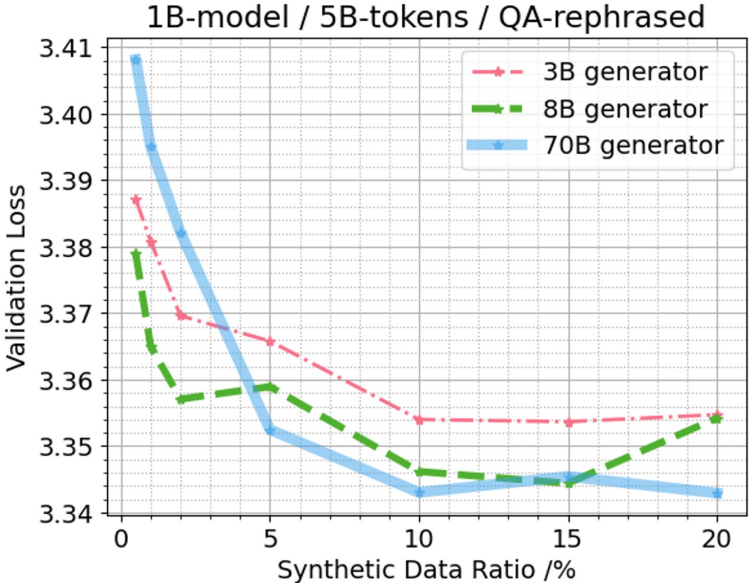 1B-model / 5B-tokens / QA-rephrased
3B generator
8B generator
70B generator
Validation Loss
3.41
3.40
3.39
3.38
3.37
3.36
3.35
3.34
0 5 10 15 20
Synthetic Data Ratio /%